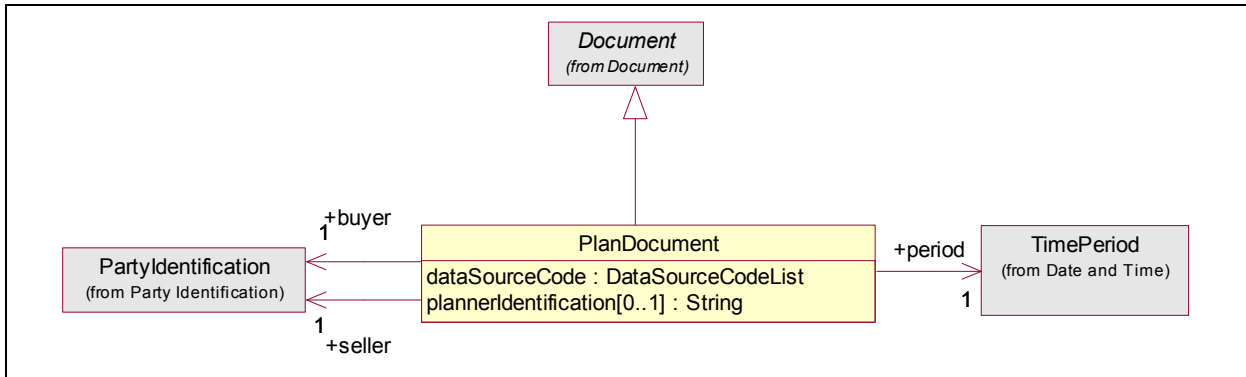 Document
(from Document)
+buyer
1
PartyIdentification
(from Party Identification)
1
+seller
PlanDocument
dataSourceCode : DataSourceCodeList
plannerIdentification[0..1] : String
+period
1
TimePeriod
(from Date and Time)